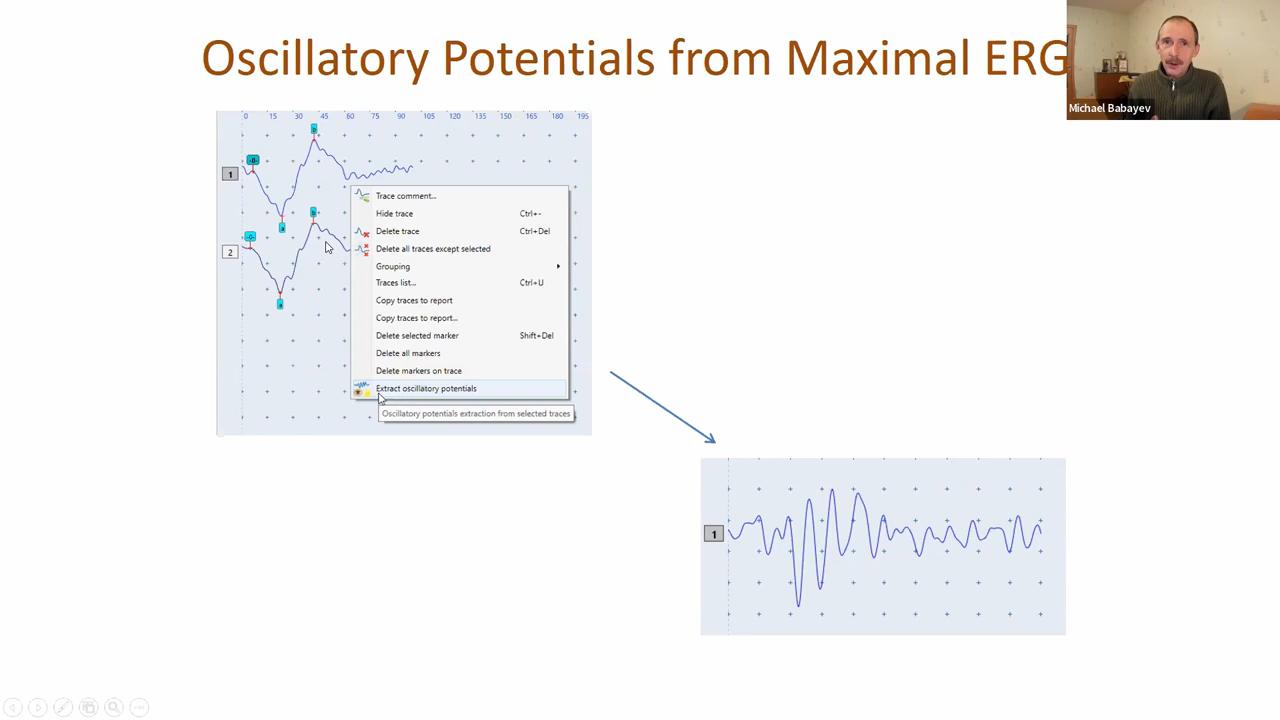 Oscillatory Potentials from Maximal ERG
Michael Babayev
0 15 30 45 60 75 90 105 120 135 150 165 180 195
b
-0-
1
a
b
-0-
2
a
Trace comment...
Hide trace Ctrl+-
Delete trace Ctrl+Del
Delete all traces except selected
Grouping
Traces list... Ctrl+U
Copy traces to report
Copy traces to report...
Delete selected marker Shift+Del
Delete all markers
Delete markers on trace
Extract oscillatory potentials
Oscillatory potentials extraction from selected traces
1